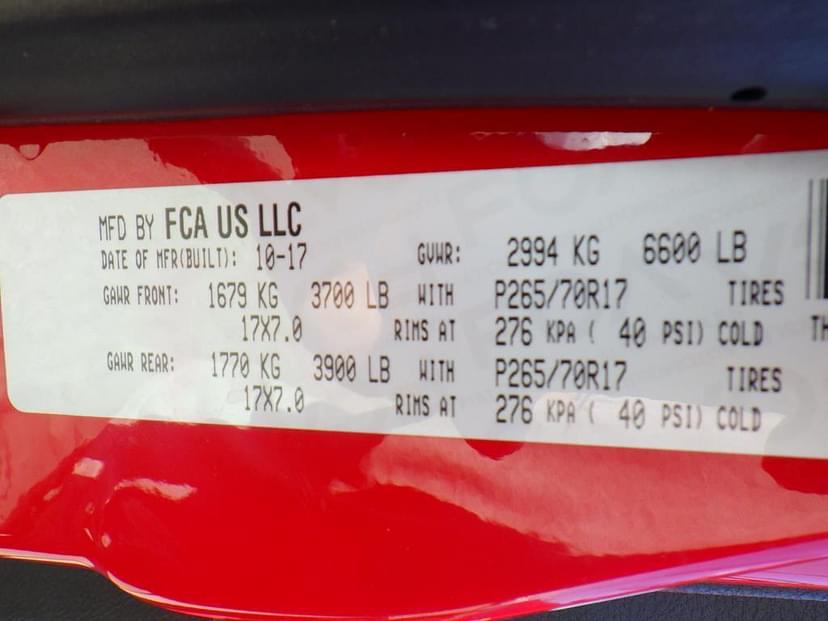 MFD BY FCA US LLC
DATE OF MFR(BUILT): 10-17 GVWR: 2994 KG 6600 LB
GAWR FRONT: 1679 KG 3700 LB WITH P265/70R17 TIRES
17X7.0 RIMS AT 276 KPA ( 40 PSI) COLD
GAWR REAR: 1770 KG 3900 LB WITH P265/70R17 TIRES
17X7.0 RIMS AT 276 KPA ( 40 PSI) COLD